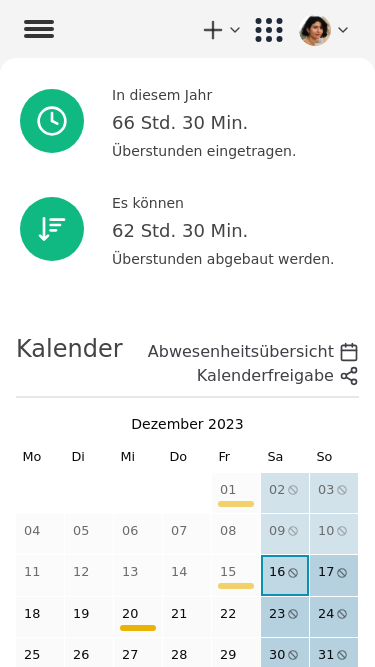 In diesem Jahr
66 Std. 30 Min.
Überstunden eingetragen.
Es können
62 Std. 30 Min.
Überstunden abgebaut werden.
Kalender
Abwesenheitsübersicht
Kalenderfreigabe
Dezember 2023
Mo Di Mi Do Fr Sa So
01 02 03
04 05 06 07 08 09 10
11 12 13 14 15 16 17
18 19 20 21 22 23 24
25 26 27 28 29 30 31